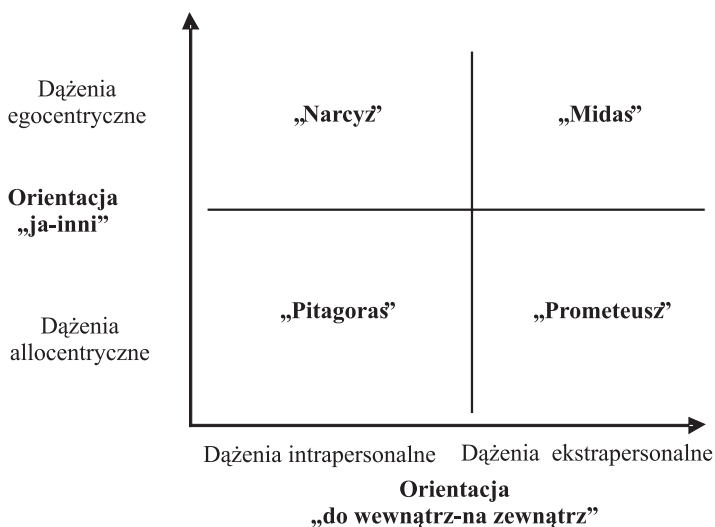 Dążenia
egocentryczne
„Narcyz”
„Midas”
Orientacja
„ja-inni”
Dążenia
allocentryczne
„Pitagoras”
„Prometeusz”
Dążenia intrapersonalne
Dążenia ekstrapersonalne
Orientacja
„do wewnątrz-na zewnątrz”